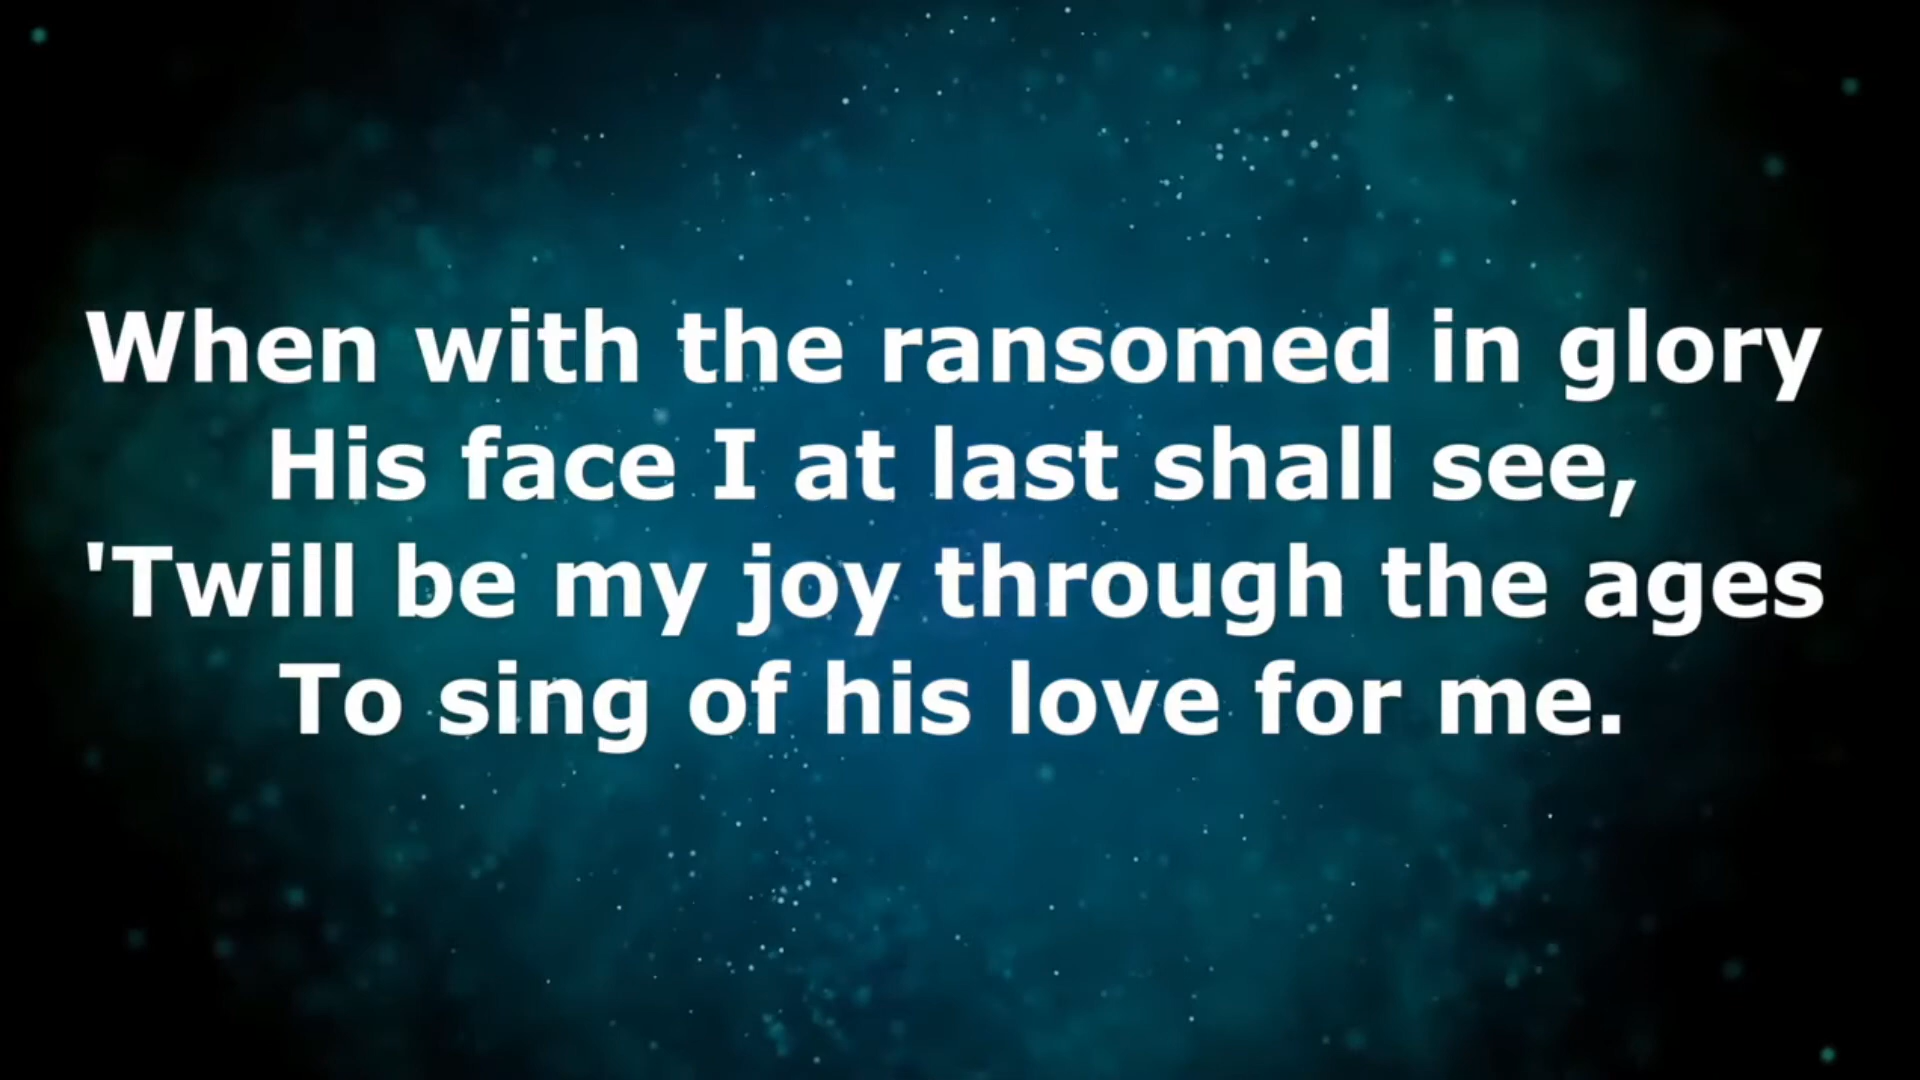 When with the ransomed in glory
His face I at last shall see,
'Twill be my joy through the ages
To sing of his love for me.